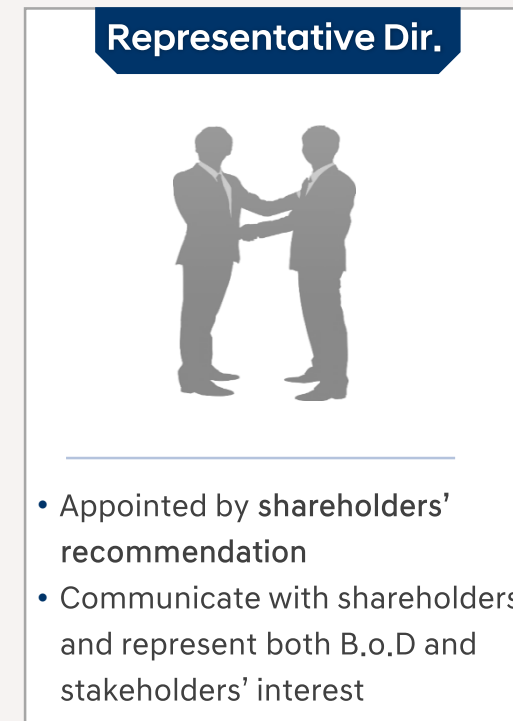 Representative Dir.
• Appointed by shareholders’
recommendation
• Communicate with shareholders
and represent both B.o.D and
stakeholders’ interest